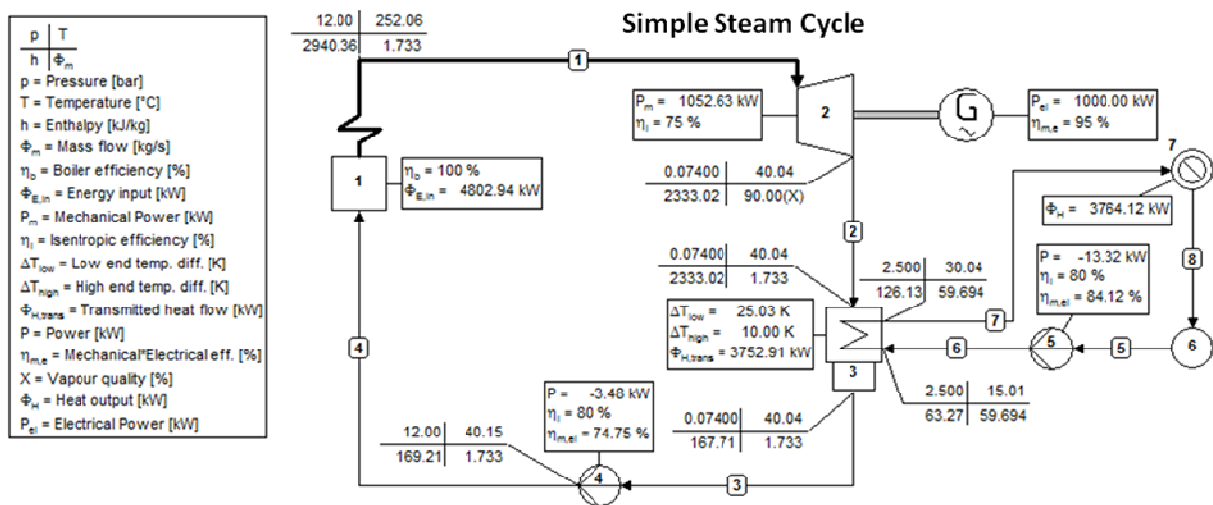 Simple Steam Cycle
p T
h Φm
p = Pressure [bar]
T = Temperature [°C]
h = Enthalpy [kJ/kg]
Φm = Mass flow [kg/s]
ηb = Boiler efficiency [%]
ΦE,in = Energy input [kW]
Pm = Mechanical Power [kW]
ηi = Isentropic efficiency [%]
ΔTlow = Low end temp. diff. [K]
ΔThigh = High end temp. diff. [K]
ΦH,trans = Transmitted heat flow [kW]
P = Power [kW]
ηm,e = Mechanical*Electrical eff. [%]
X = Vapour quality [%]
ΦH = Heat output [kW]
Pel = Electrical Power [kW]
12.00 252.06
2940.36 1.733
1
Pm = 1052.63 kW
ηi = 75 %
2
G
~
Pel = 1000.00 kW
ηm,e = 95 %
7
1
ηb = 100 %
ΦE,in = 4802.94 kW
0.07400 40.04
2333.02 90.00(X)
ΦH = 3764.12 kW
2
0.07400 40.04
2333.02 1.733
2.500 30.04
126.13 59.694
P = -13.32 kW
ηi = 80 %
ηm,el = 84.12 %
8
ΔTlow = 25.03 K
ΔThigh = 10.00 K
ΦH,trans = 3752.91 kW
7
4
6
5
5
6
3
2.500 15.01
63.27 59.694
P = -3.48 kW
ηi = 80 %
ηm,el = 74.75 %
0.07400 40.04
167.71 1.733
12.00 40.15
169.21 1.733
4
3